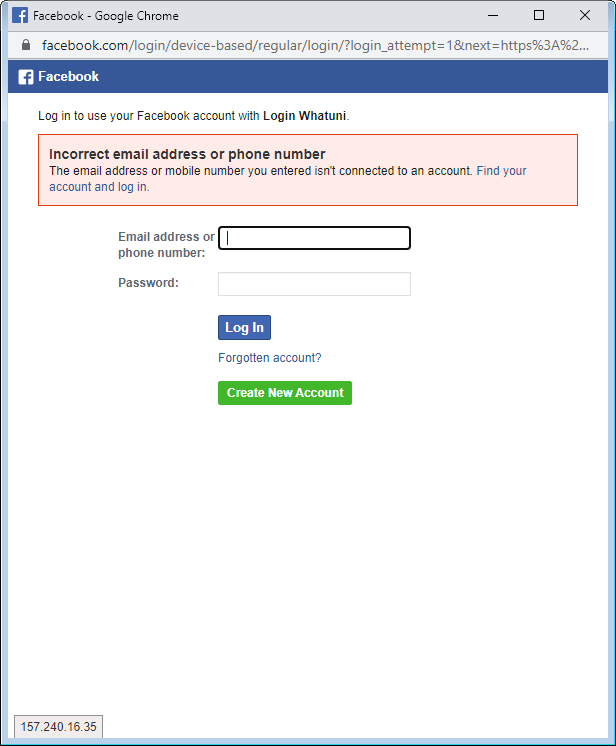 Facebook - Google Chrome
facebook.com/login/device-based/regular/login/?login_attempt=1&next=https%3A%2...
Facebook
Log in to use your Facebook account with Login Whatuni.
Incorrect email address or phone number
The email address or mobile number you entered isn't connected to an account. Find your
account and log in.
Email address or
phone number:
Password:
Log In
Forgotten account?
Create New Account
157.240.16.35